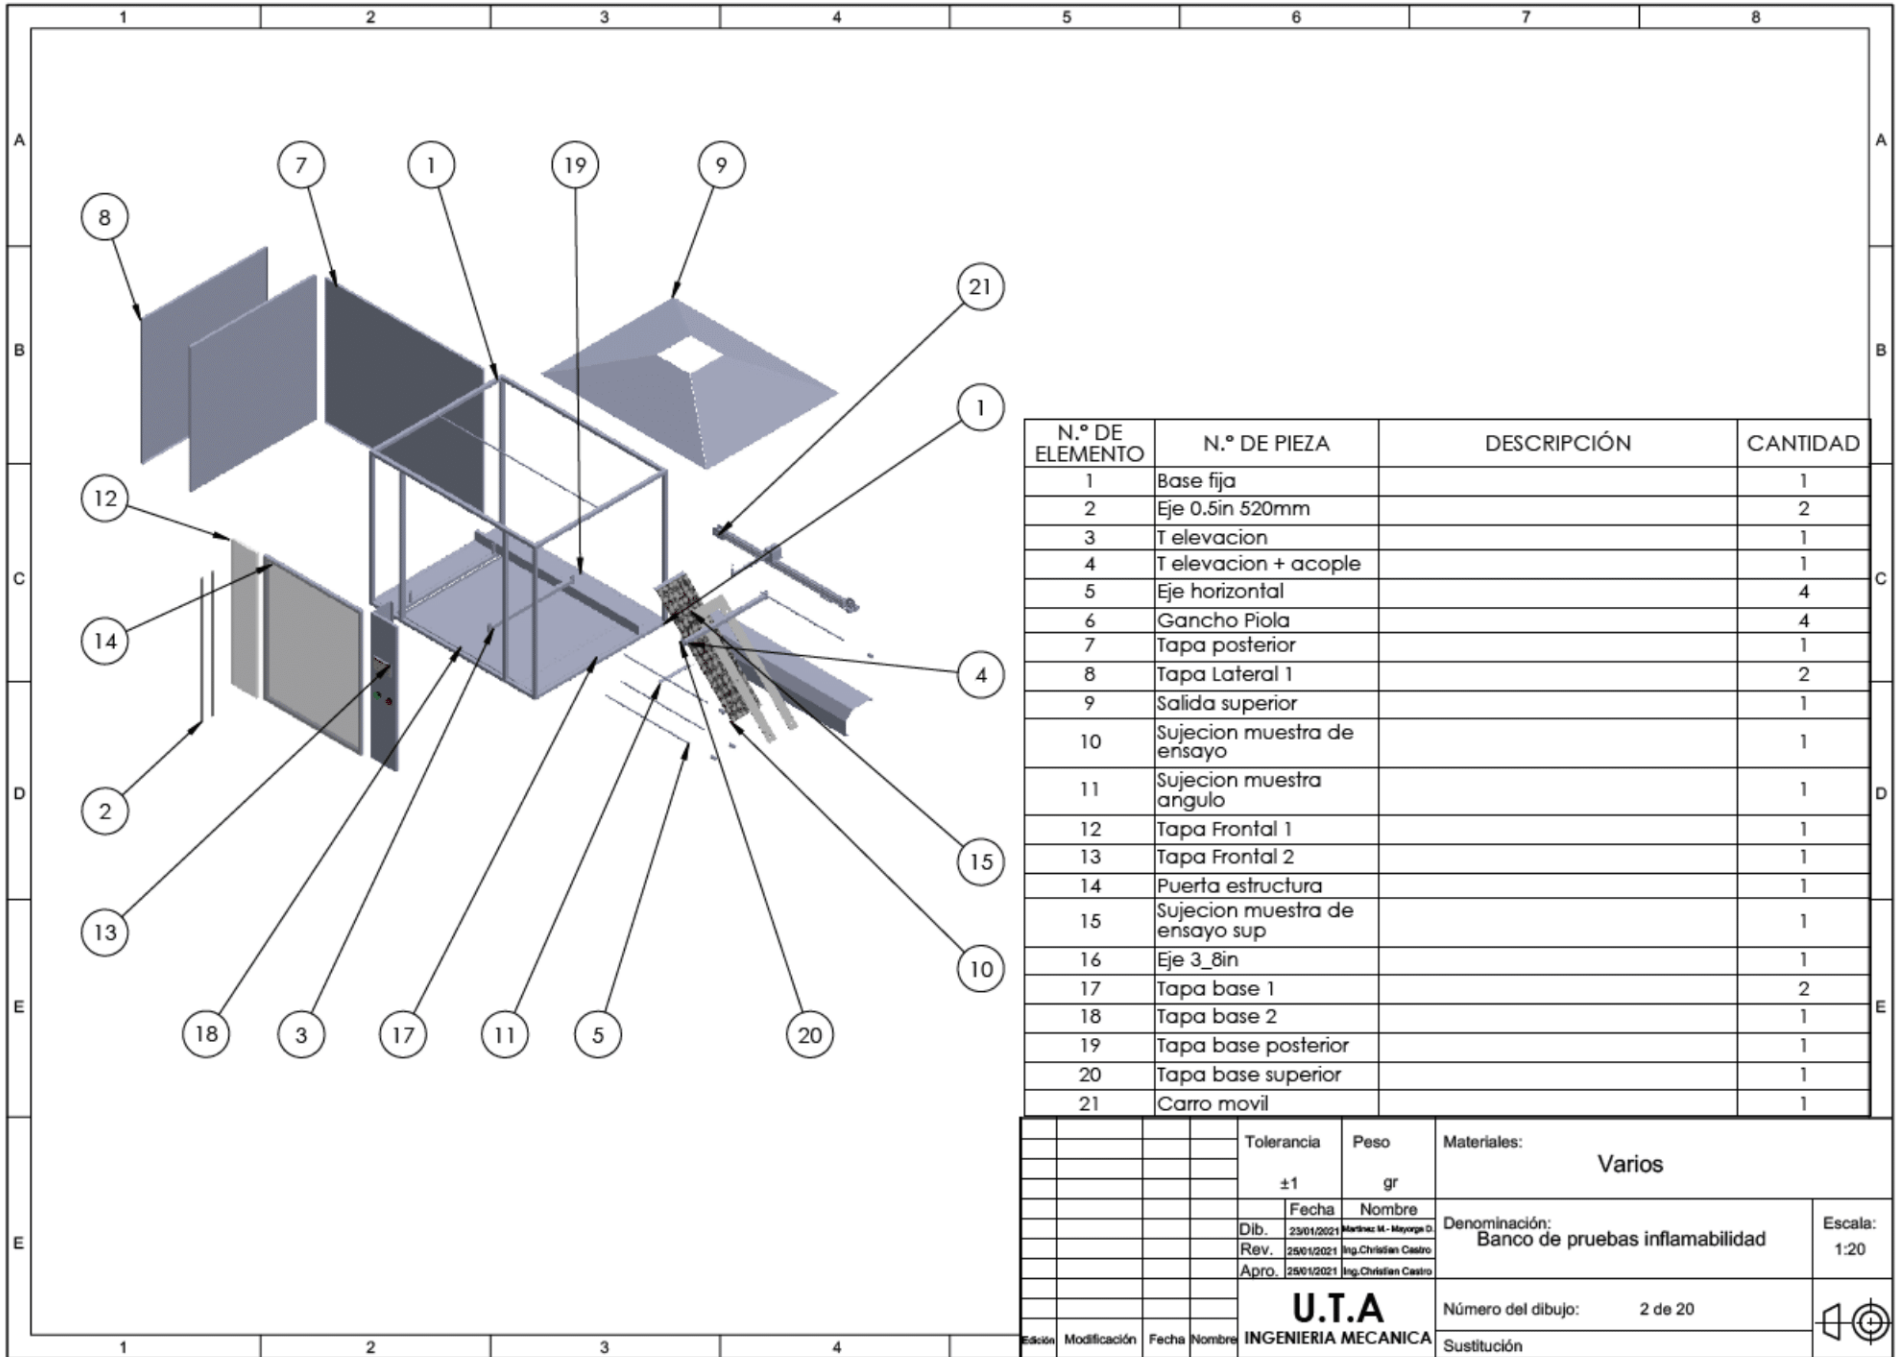 1 2 3 4 5 6 7 8
A A
B B
C C
D D
E E
E
7
1
19
9
8
21
1
12
14
4
2
15
13
10
18
3
17
11
5
20
N.º DE ELEMENTO N.º DE PIEZA DESCRIPCIÓN CANTIDAD
1 Base fija 1
2 Eje 0.5in 520mm 2
3 T elevacion 1
4 T elevacion + acople 1
5 Eje horizontal 4
6 Gancho Piola 4
7 Tapa posterior 1
8 Tapa Lateral 1 2
9 Salida superior 1
10 Sujecion muestra de ensayo 1
11 Sujecion muestra angulo 1
12 Tapa Frontal 1 1
13 Tapa Frontal 2 1
14 Puerta estructura 1
15 Sujecion muestra de ensayo sup 1
16 Eje 3_8in 1
17 Tapa base 1 2
18 Tapa base 2 1
19 Tapa base posterior 1
20 Tapa base superior 1
21 Carro movil 1
Tolerancia Peso Materiales:
Varios
±1 gr
Fecha Nombre
Dib. 23/01/2021 Martinez M.- Mayorga D.
Rev. 25/01/2021 Ing.Christian Castro
Apro. 25/01/2021 Ing.Christian Castro
Denominación:
Banco de pruebas inflamabilidad
Escala:
1:20
U.T.A
INGENIERIA MECANICA
Número del dibujo: 2 de 20
Sustitución
Edición Modificación Fecha Nombre
1 2 3 4